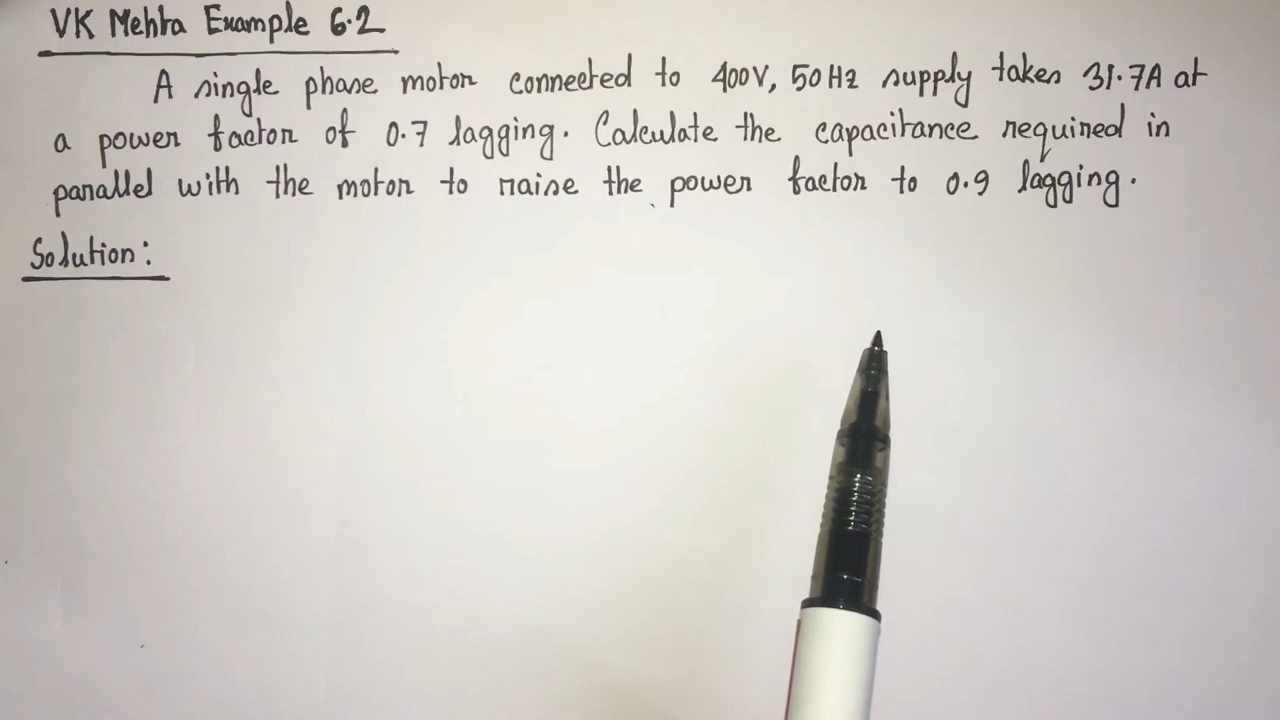 VK Mehta Example 6.2
A single phase motor connected to 400V, 50Hz supply takes 31.7A at
a power factor of 0.7 lagging. Calculate the capacitance required in
parallel with the motor to raise the power factor to 0.9 lagging.
Solution: